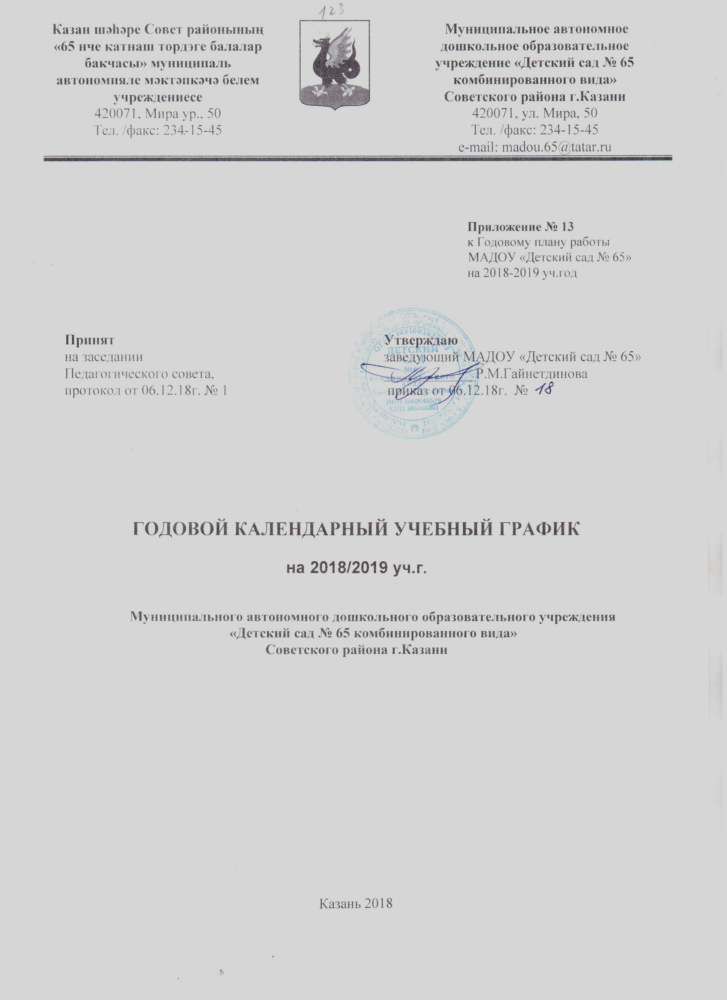 123
Казан шәһәре Совет районының
«65 нче катнаш тордэге балалар
бакчасы» муниципаль
автономияле мәктәпкәчә белем
учреждениесе
420071, Мира ур., 50
Тел. /факс: 234-15-45
Муниципальное автономное
дошкольное образовательное
учреждение «Детский сад № 65
комбинированного вида»
Советского района г.Казани
420071, ул. Мира, 50
Тел. /факс: 234-15-45
e-mail: madou.65@tatar.ru
Приложение № 13
к Годовому плану работы
МАДОУ «Детский сад № 65»
на 2018-2019 уч.год
Принят
на заседании
Педагогического совета,
протокол от 06.12.18г. № 1
Утверждаю
заведующий МАДОУ «Детский сад № 65»
Р.М.Гайнетдинова
приказ от 06.12.18г. № 18
ДЕТСКИЙ
САД
№ 65
КОМБИНИРОВАННОГО
ВИДА
ИНН 1660046579
КПП 166001001
ГОДОВОЙ КАЛЕНДАРНЫЙ УЧЕБНЫЙ ГРАФИК
на 2018/2019 уч.г.
Муниципального автономного дошкольного образовательного учреждения
«Детский сад № 65 комбинированного вида»
Советского района г.Казани
Казань 2018